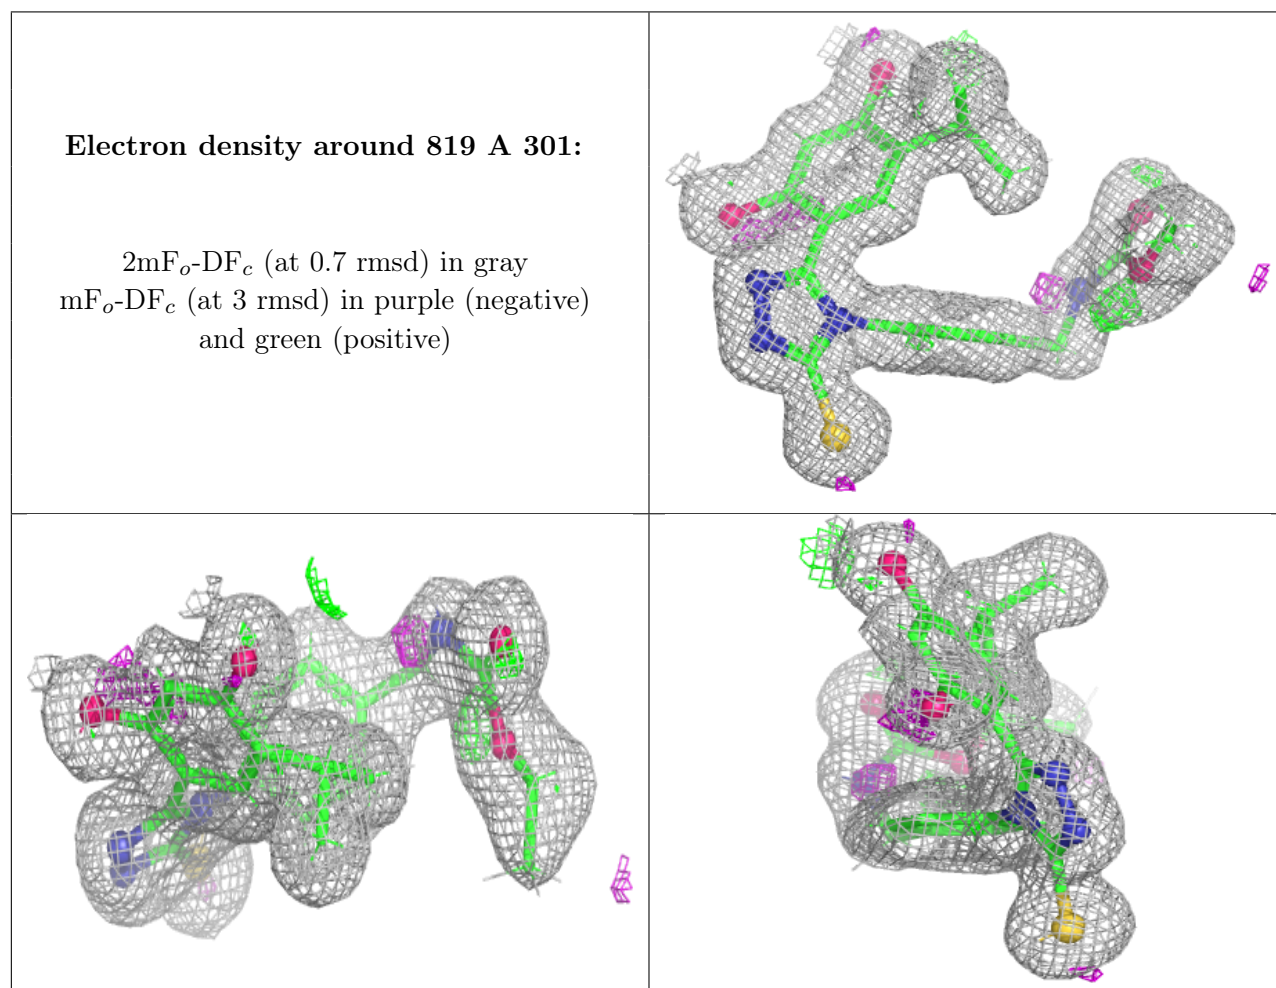 Electron density around 819 A 301:
2mFₒ-DF𝒸 (at 0.7 rmsd) in gray
mFₒ-DF𝒸 (at 3 rmsd) in purple (negative)
and green (positive)